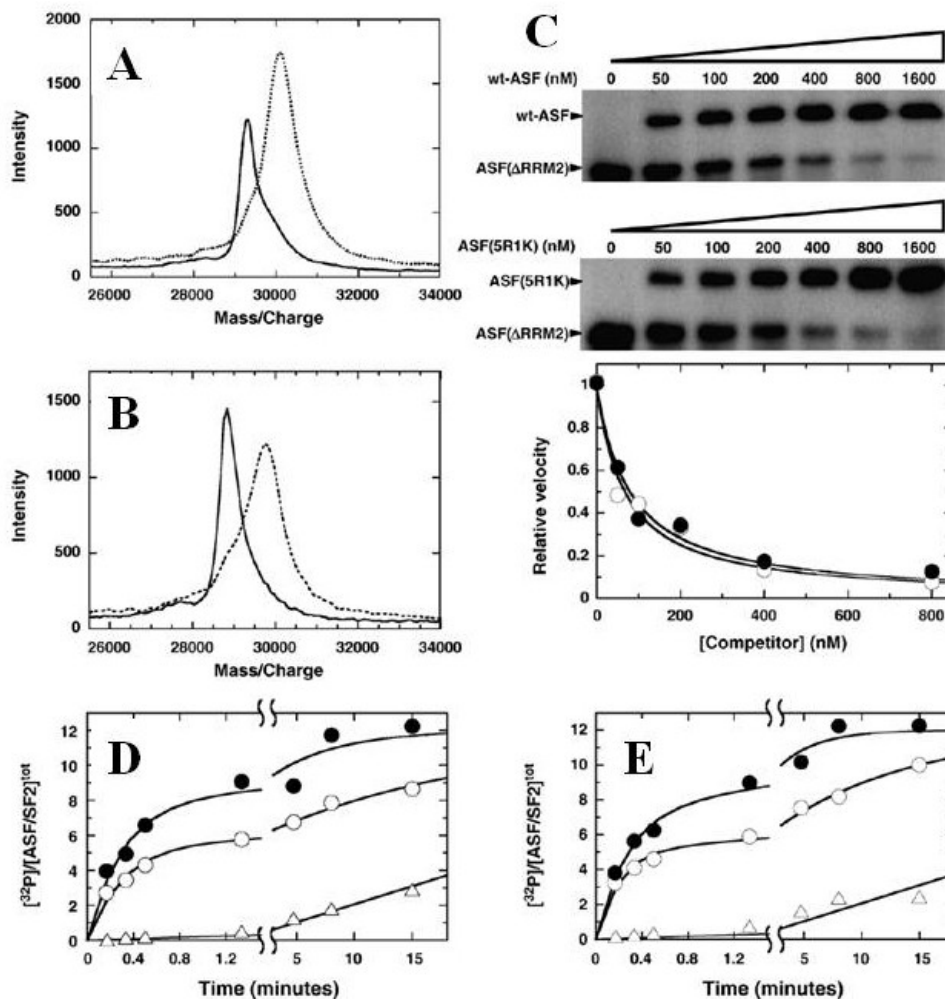 A
2000
1500
1000
500
0
Intensity
26000 28000 30000 32000 34000
Mass/Charge
B
1500
1000
500
0
Intensity
26000 28000 30000 32000 34000
Mass/Charge
C
wt-ASF (nM) 0 50 100 200 400 800 1600
wt-ASF
ASF(ΔRRM2)
ASF(5R1K) (nM) 0 50 100 200 400 800 1600
ASF(5R1K)
ASF(ΔRRM2)
1
0.8
0.6
0.4
0.2
0
Relative velocity
0 200 400 600 800
[Competitor] (nM)
D
12
10
8
6
4
2
0
[³²P]/[ASF/SF2]ᵗᵒᵗ
0 0.4 0.8 1.2 5 10 15
Time (minutes)
E
12
10
8
6
4
2
0
[³²P]/[ASF/SF2]ᵗᵒᵗ
0 0.4 0.8 1.2 5 10 15
Time (minutes)